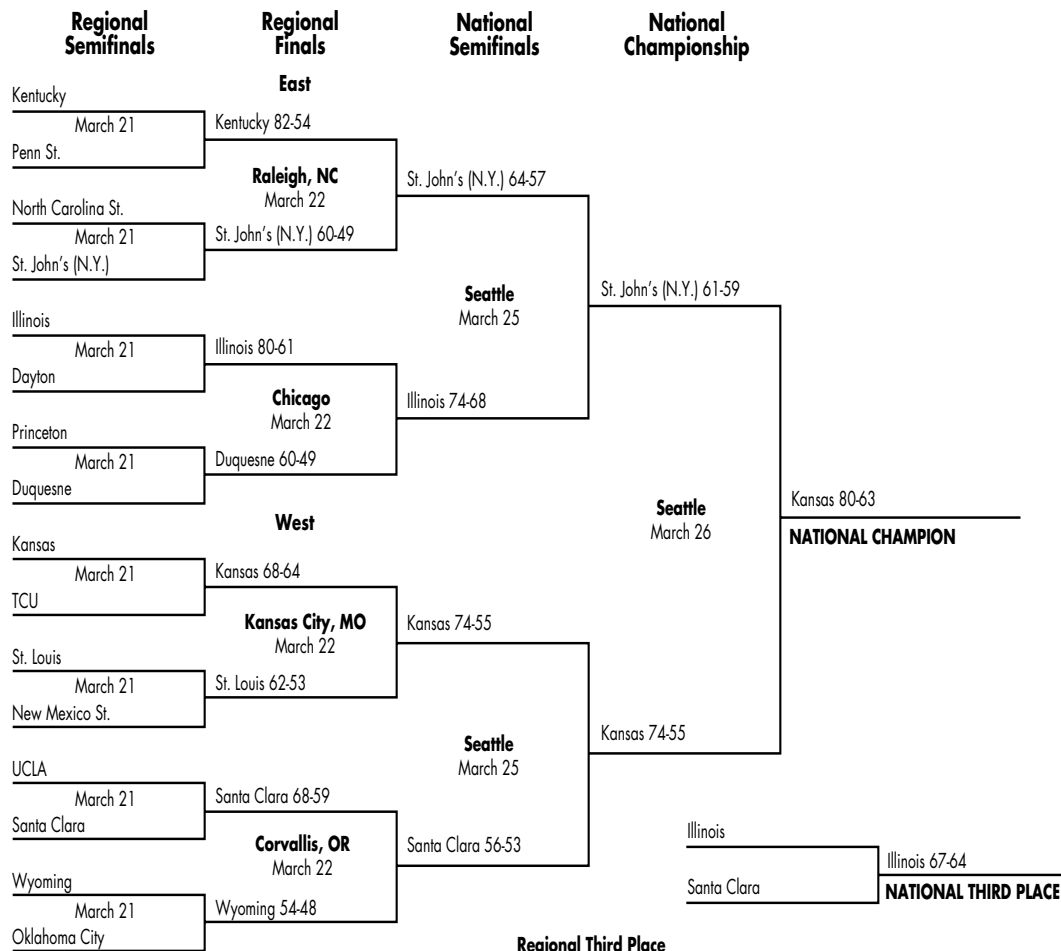 Regional Semifinals
Regional Finals
National Semifinals
National Championship
East
Kentucky
March 21
Penn St.
Kentucky 82-54
Raleigh, NC
March 22
North Carolina St.
March 21
St. John's (N.Y.)
St. John's (N.Y.) 60-49
St. John's (N.Y.) 64-57
Seattle
March 25
St. John's (N.Y.) 61-59
Illinois
March 21
Dayton
Illinois 80-61
Chicago
March 22
Illinois 74-68
Princeton
March 21
Duquesne
Duquesne 60-49
West
Seattle
March 26
Kansas 80-63
NATIONAL CHAMPION
Kansas
March 21
TCU
Kansas 68-64
Kansas City, MO
March 22
Kansas 74-55
St. Louis
March 21
New Mexico St.
St. Louis 62-53
Seattle
March 25
Kansas 74-55
UCLA
March 21
Santa Clara
Santa Clara 68-59
Corvallis, OR
March 22
Santa Clara 56-53
Wyoming
March 21
Oklahoma City
Wyoming 54-48
Illinois
Santa Clara
Illinois 67-64
NATIONAL THIRD PLACE
Regional Third Place